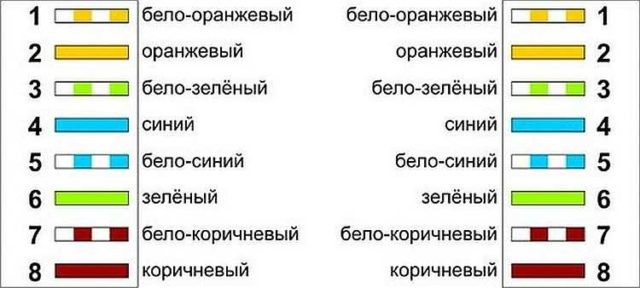 1 бело-оранжевый бело-оранжевый 1
2 оранжевый оранжевый 2
3 бело-зелёный бело-зелёный 3
4 синий синий 4
5 бело-синий бело-синий 5
6 зелёный зелёный 6
7 бело-коричневый бело-коричневый 7
8 коричневый коричневый 8